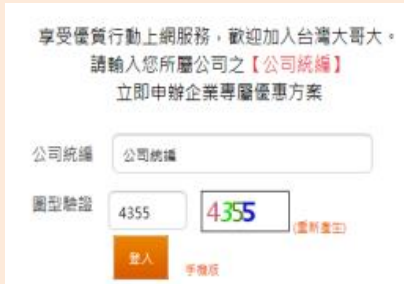 享受優質行動上網服務，歡迎加入台灣大哥大。
請輸入您所屬公司之【公司統編】
立即申辦企業專屬優惠方案
公司統編 公司統編
圖型驗證 4355 4355 (重新產生)
登入 手機版